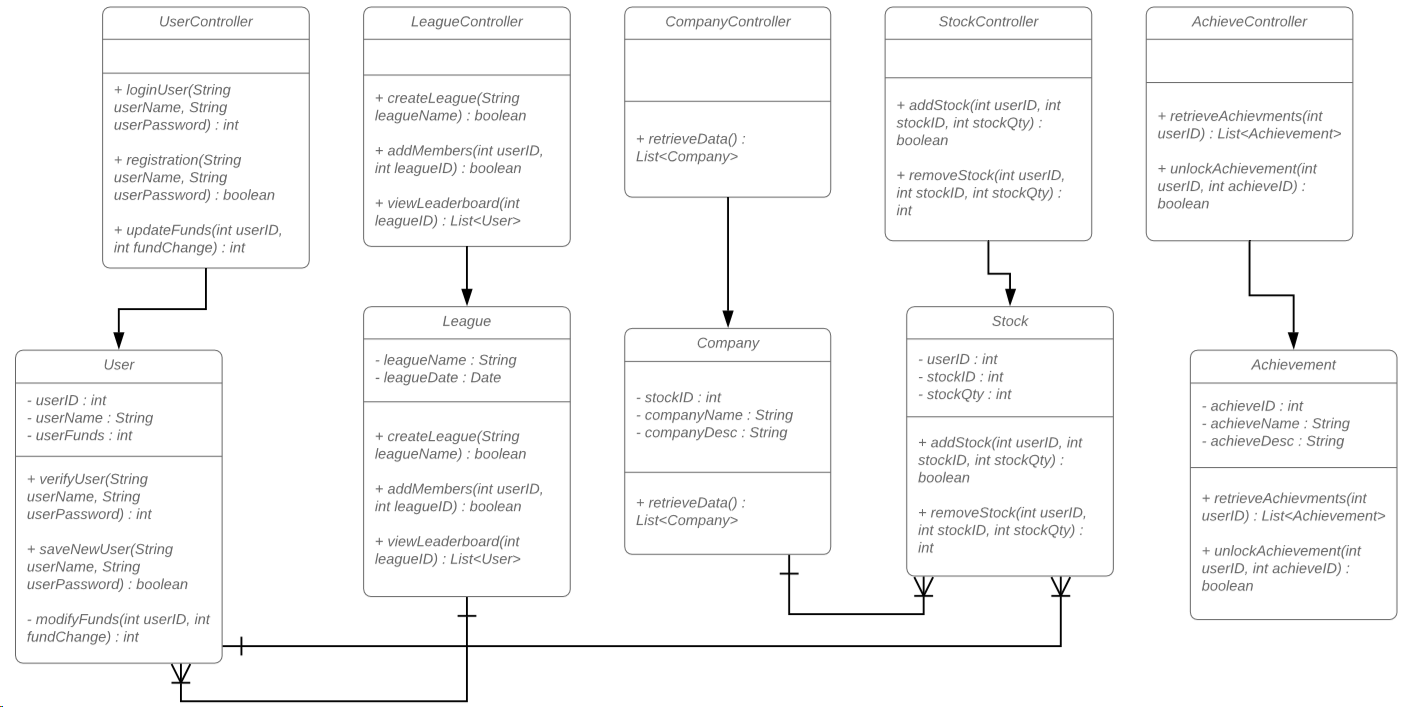 UserController
+ loginUser(String
userName, String
userPassword) : int
+ registration(String
userName, String
userPassword) : boolean
+ updateFunds(int userID,
int fundChange) : int
LeagueController
+ createLeague(String
leagueName) : boolean
+ addMembers(int userID,
int leagueID) : boolean
+ viewLeaderboard(int
leagueID) : List<User>
CompanyController
+ retrieveData() :
List<Company>
StockController
+ addStock(int userID, int
stockID, int stockQty) :
boolean
+ removeStock(int userID,
int stockID, int stockQty) :
int
AchieveController
+ retrieveAchievments(int
userID) : List<Achievement>
+ unlockAchievement(int
userID, int achieveID) :
boolean
User
- userID : int
- userName : String
- userFunds : int
+ verifyUser(String
userName, String
userPassword) : int
+ saveNewUser(String
userName, String
userPassword) : boolean
- modifyFunds(int userID, int
fundChange) : int
League
- leagueName : String
- leagueDate : Date
+ createLeague(String
leagueName) : boolean
+ addMembers(int userID,
int leagueID) : boolean
+ viewLeaderboard(int
leagueID) : List<User>
Company
- stockID : int
- companyName : String
- companyDesc : String
+ retrieveData() :
List<Company>
Stock
- userID : int
- stockID : int
- stockQty : int
+ addStock(int userID, int
stockID, int stockQty) :
boolean
+ removeStock(int userID,
int stockID, int stockQty) :
int
Achievement
- achieveID : int
- achieveName : String
- achieveDesc : String
+ retrieveAchievments(int
userID) : List<Achievement>
+ unlockAchievement(int
userID, int achieveID) :
boolean